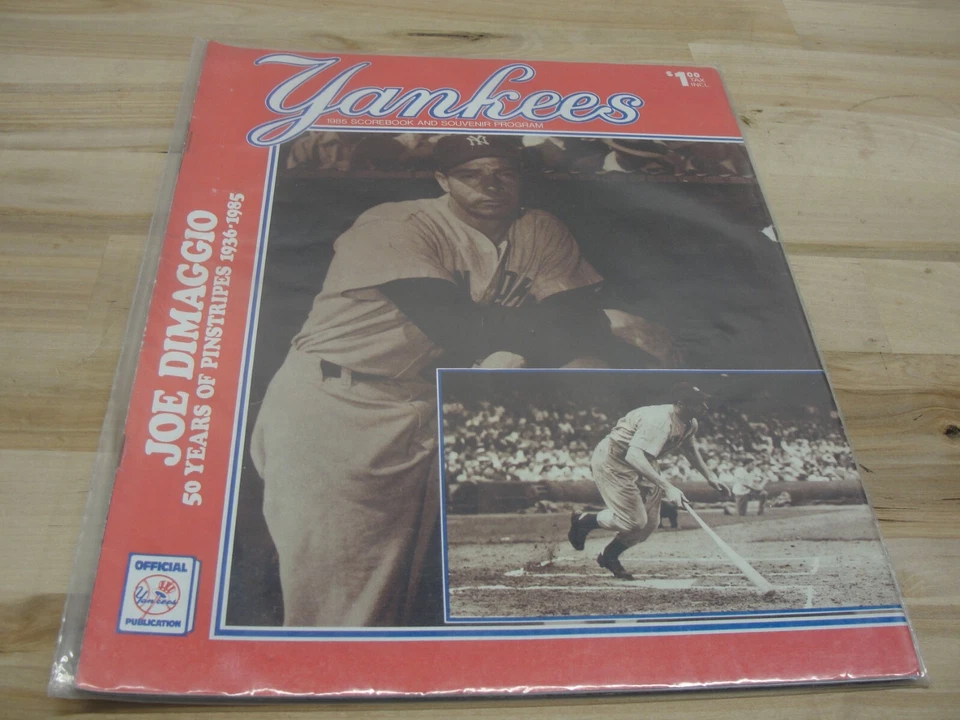 Yankees
$1.00 TAX INCL.
1985 SCOREBOOK AND SOUVENIR PROGRAM
JOE DIMAGGIO
50 YEARS OF PINSTRIPES 1936-1985
NY
OFFICIAL
Yankees
PUBLICATION